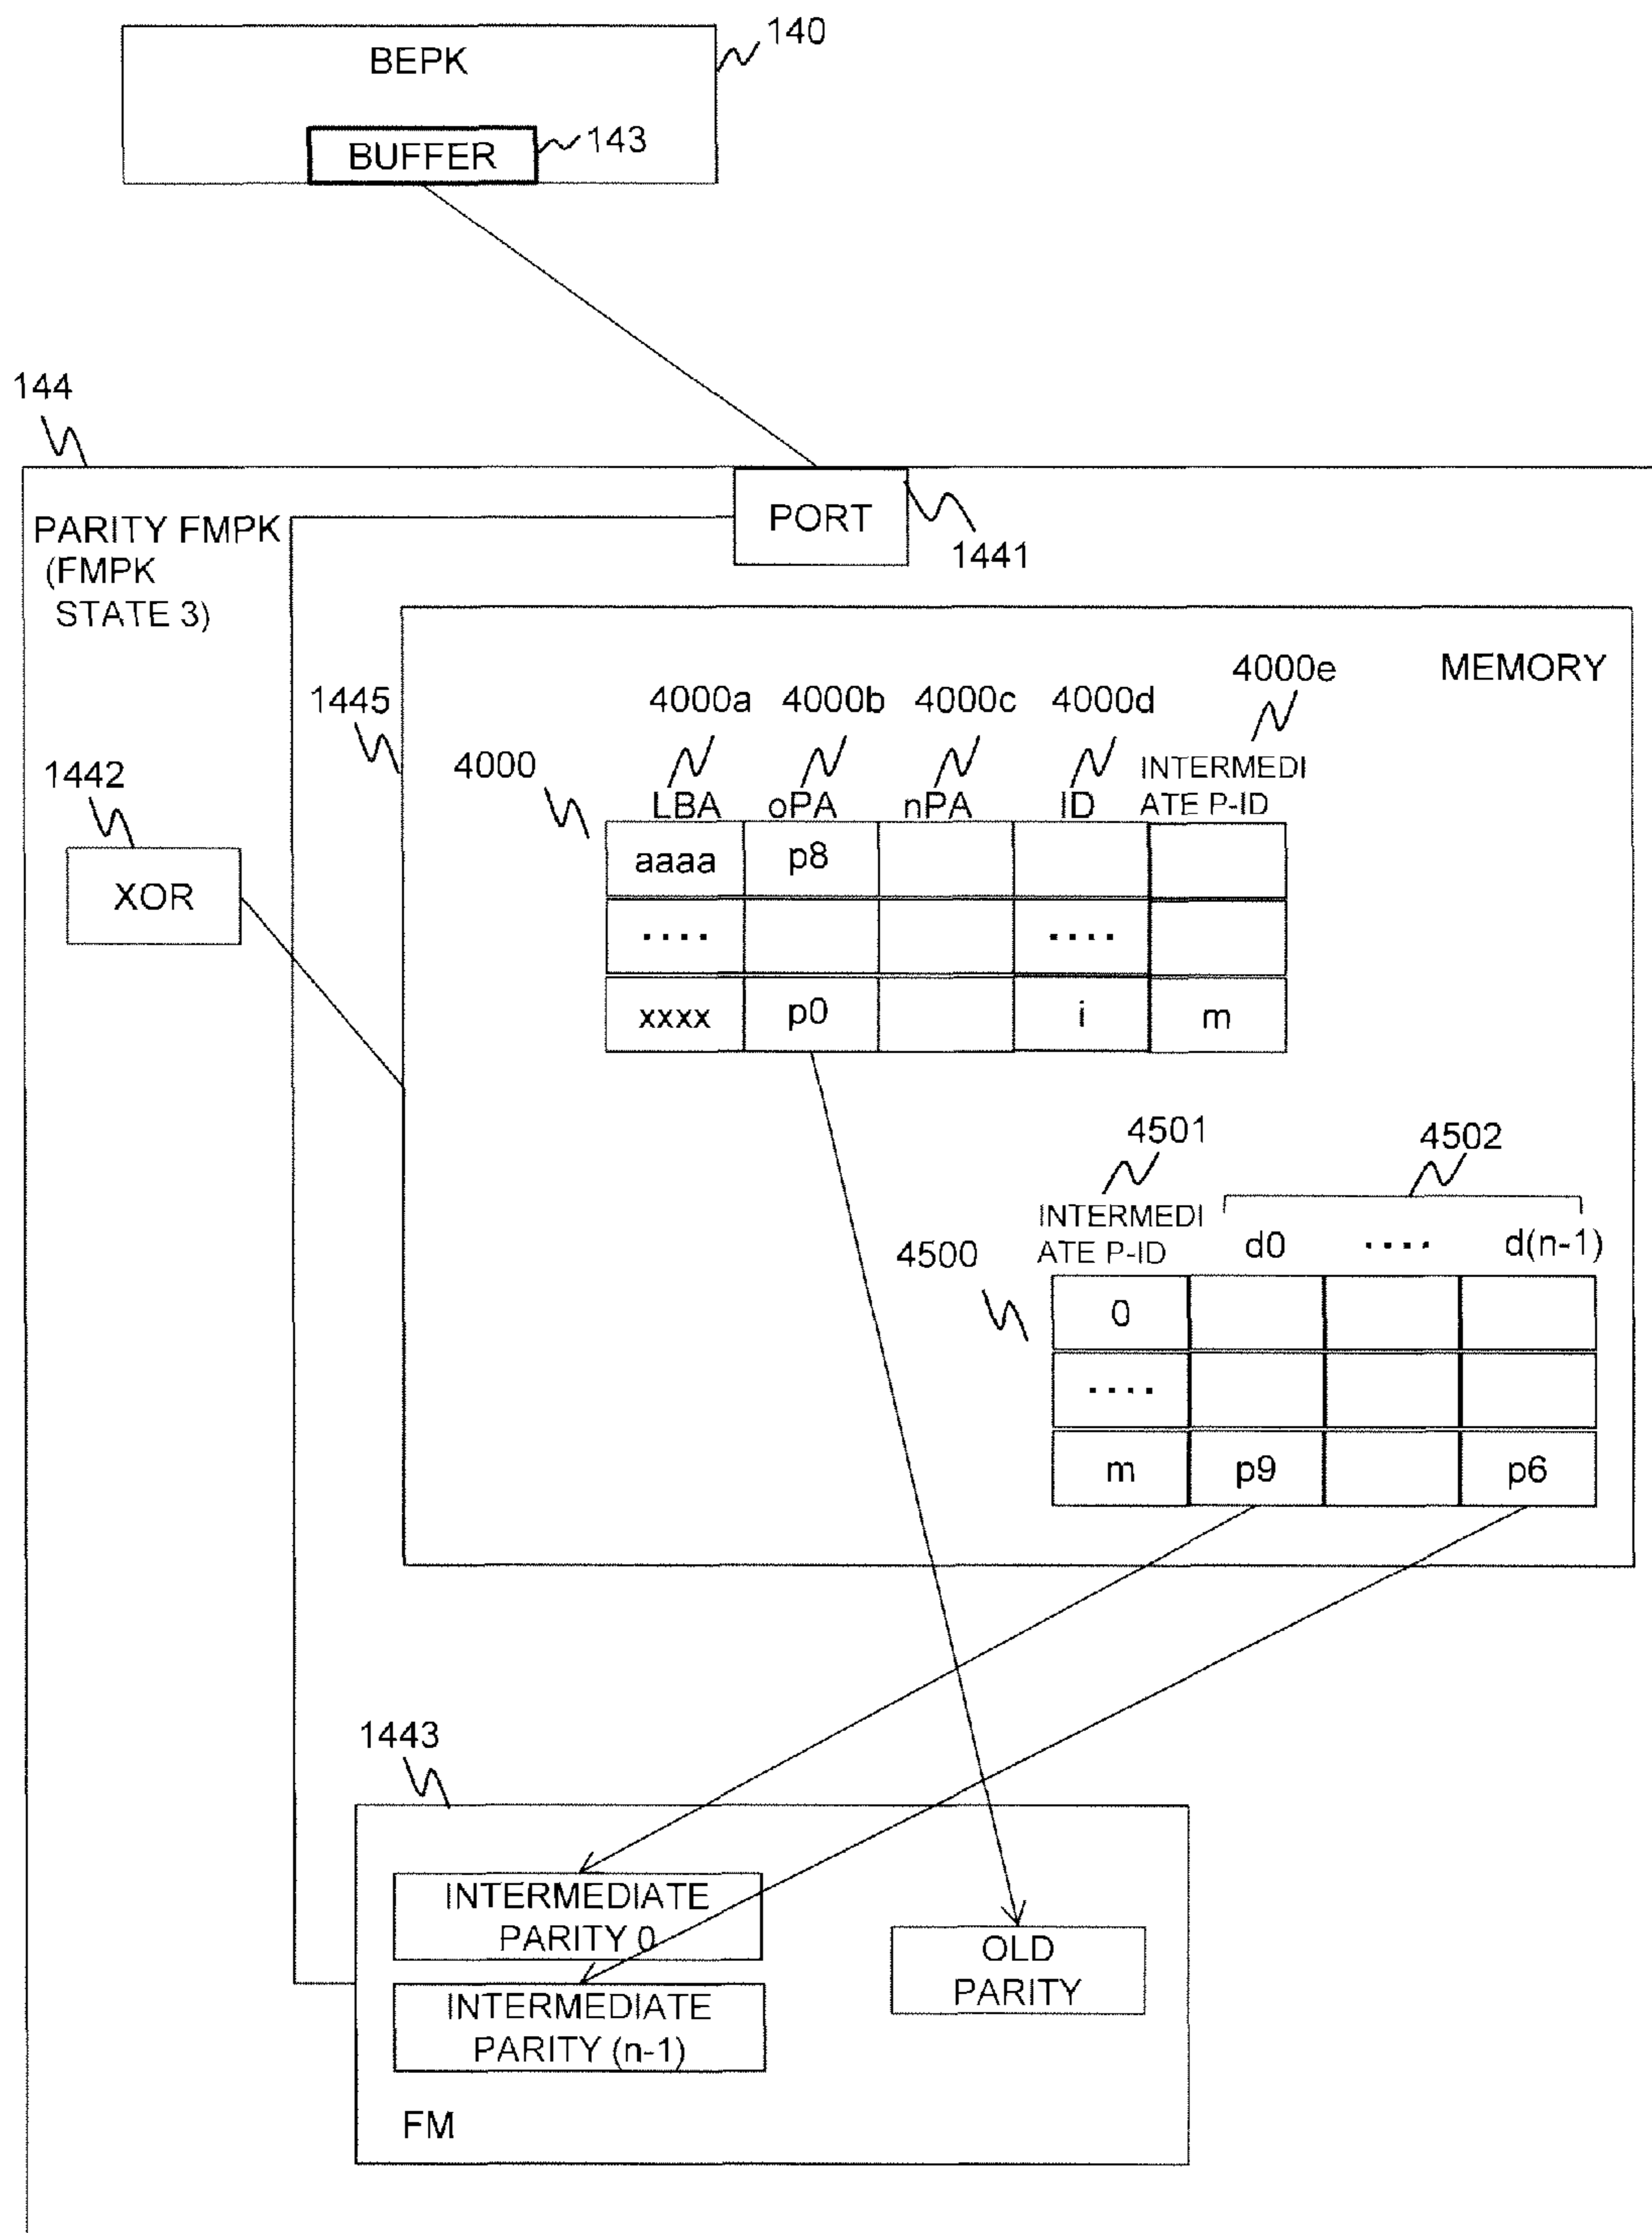 140
BEPK
143
BUFFER
144
PORT
PARITY FMPK
(FMPK
STATE 3)
1441
MEMORY
4000e
1445
4000a 4000b 4000c 4000d
4000
INTERMEDI
ATE P-ID
1442
LBA oPA nPA ID
aaaa p8
XOR
.... ....
xxxx p0 i m
4501
4502
INTERMEDI
ATE P-ID
4500
d0 .... d(n-1)
0
....
m p9 p6
1443
INTERMEDIATE
PARITY 0
OLD
PARITY
INTERMEDIATE
PARITY (n-1)
FM